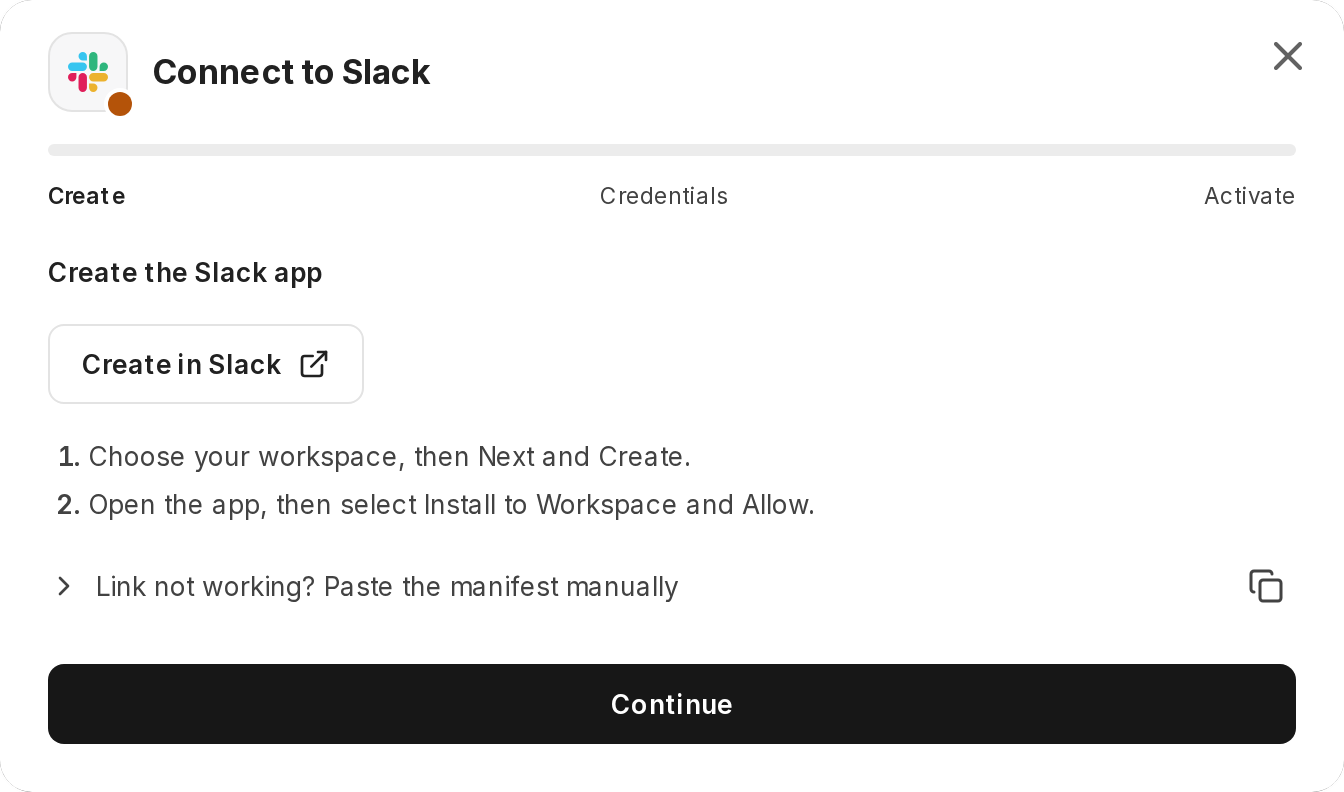 Connect to Slack
Create
Credentials
Activate
Create the Slack app
Create in Slack
1. Choose your workspace, then Next and Create.
2. Open the app, then select Install to Workspace and Allow.
Link not working? Paste the manifest manually
Continue